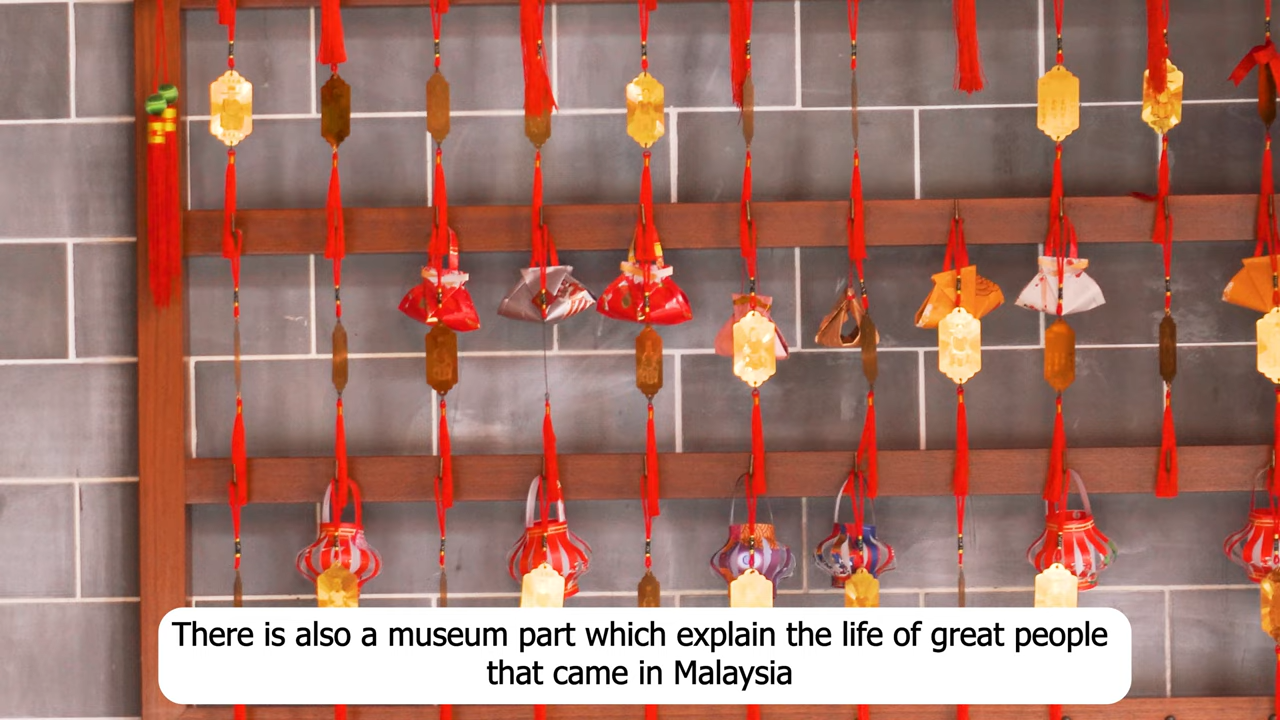 There is also a museum part which explain the life of great people
that came in Malaysia